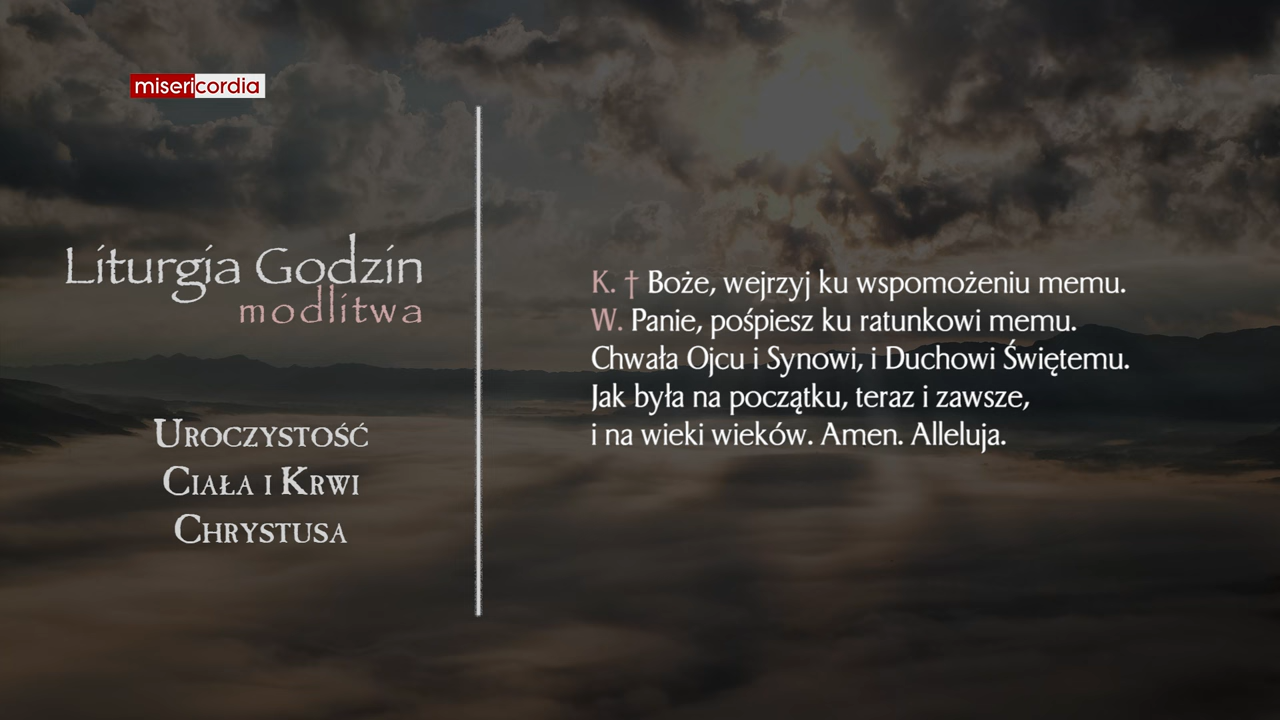 misericordia
Liturgia Godzin
modlitwa
Uroczystość
Ciała i Krwi
Chrystusa
K. † Boże, wejrzyj ku wspomożeniu memu.
W. Panie, pośpiesz ku ratunkowi memu.
Chwała Ojcu i Synowi, i Duchowi Świętemu.
Jak była na początku, teraz i zawsze,
i na wieki wieków. Amen. Alleluja.